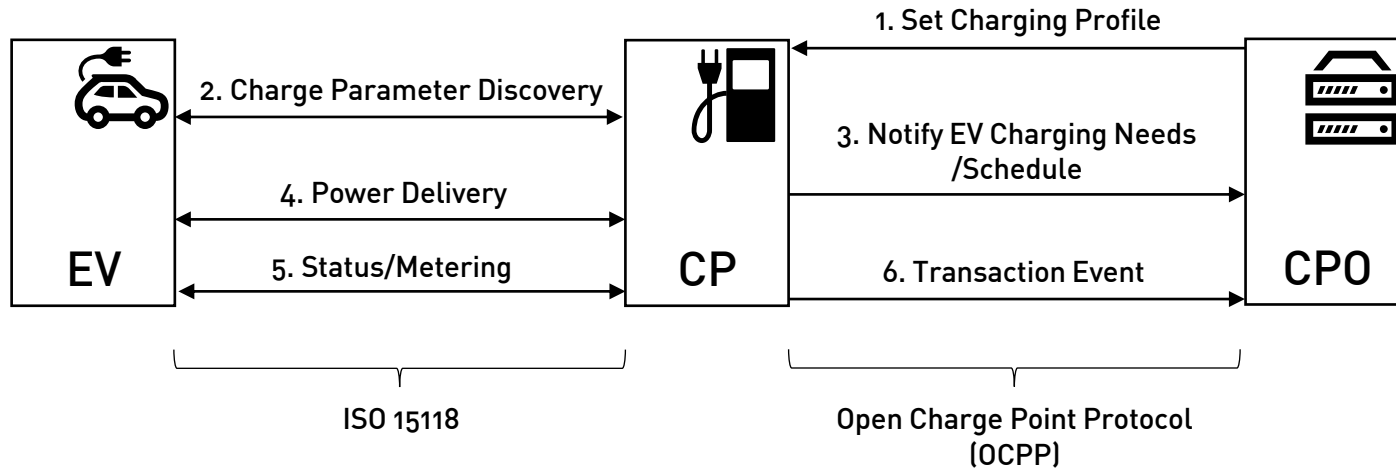 1. Set Charging Profile
2. Charge Parameter Discovery
3. Notify EV Charging Needs
/Schedule
4. Power Delivery
EV
5. Status/Metering
CP
6. Transaction Event
CPO
ISO 15118
Open Charge Point Protocol
(OCPP)